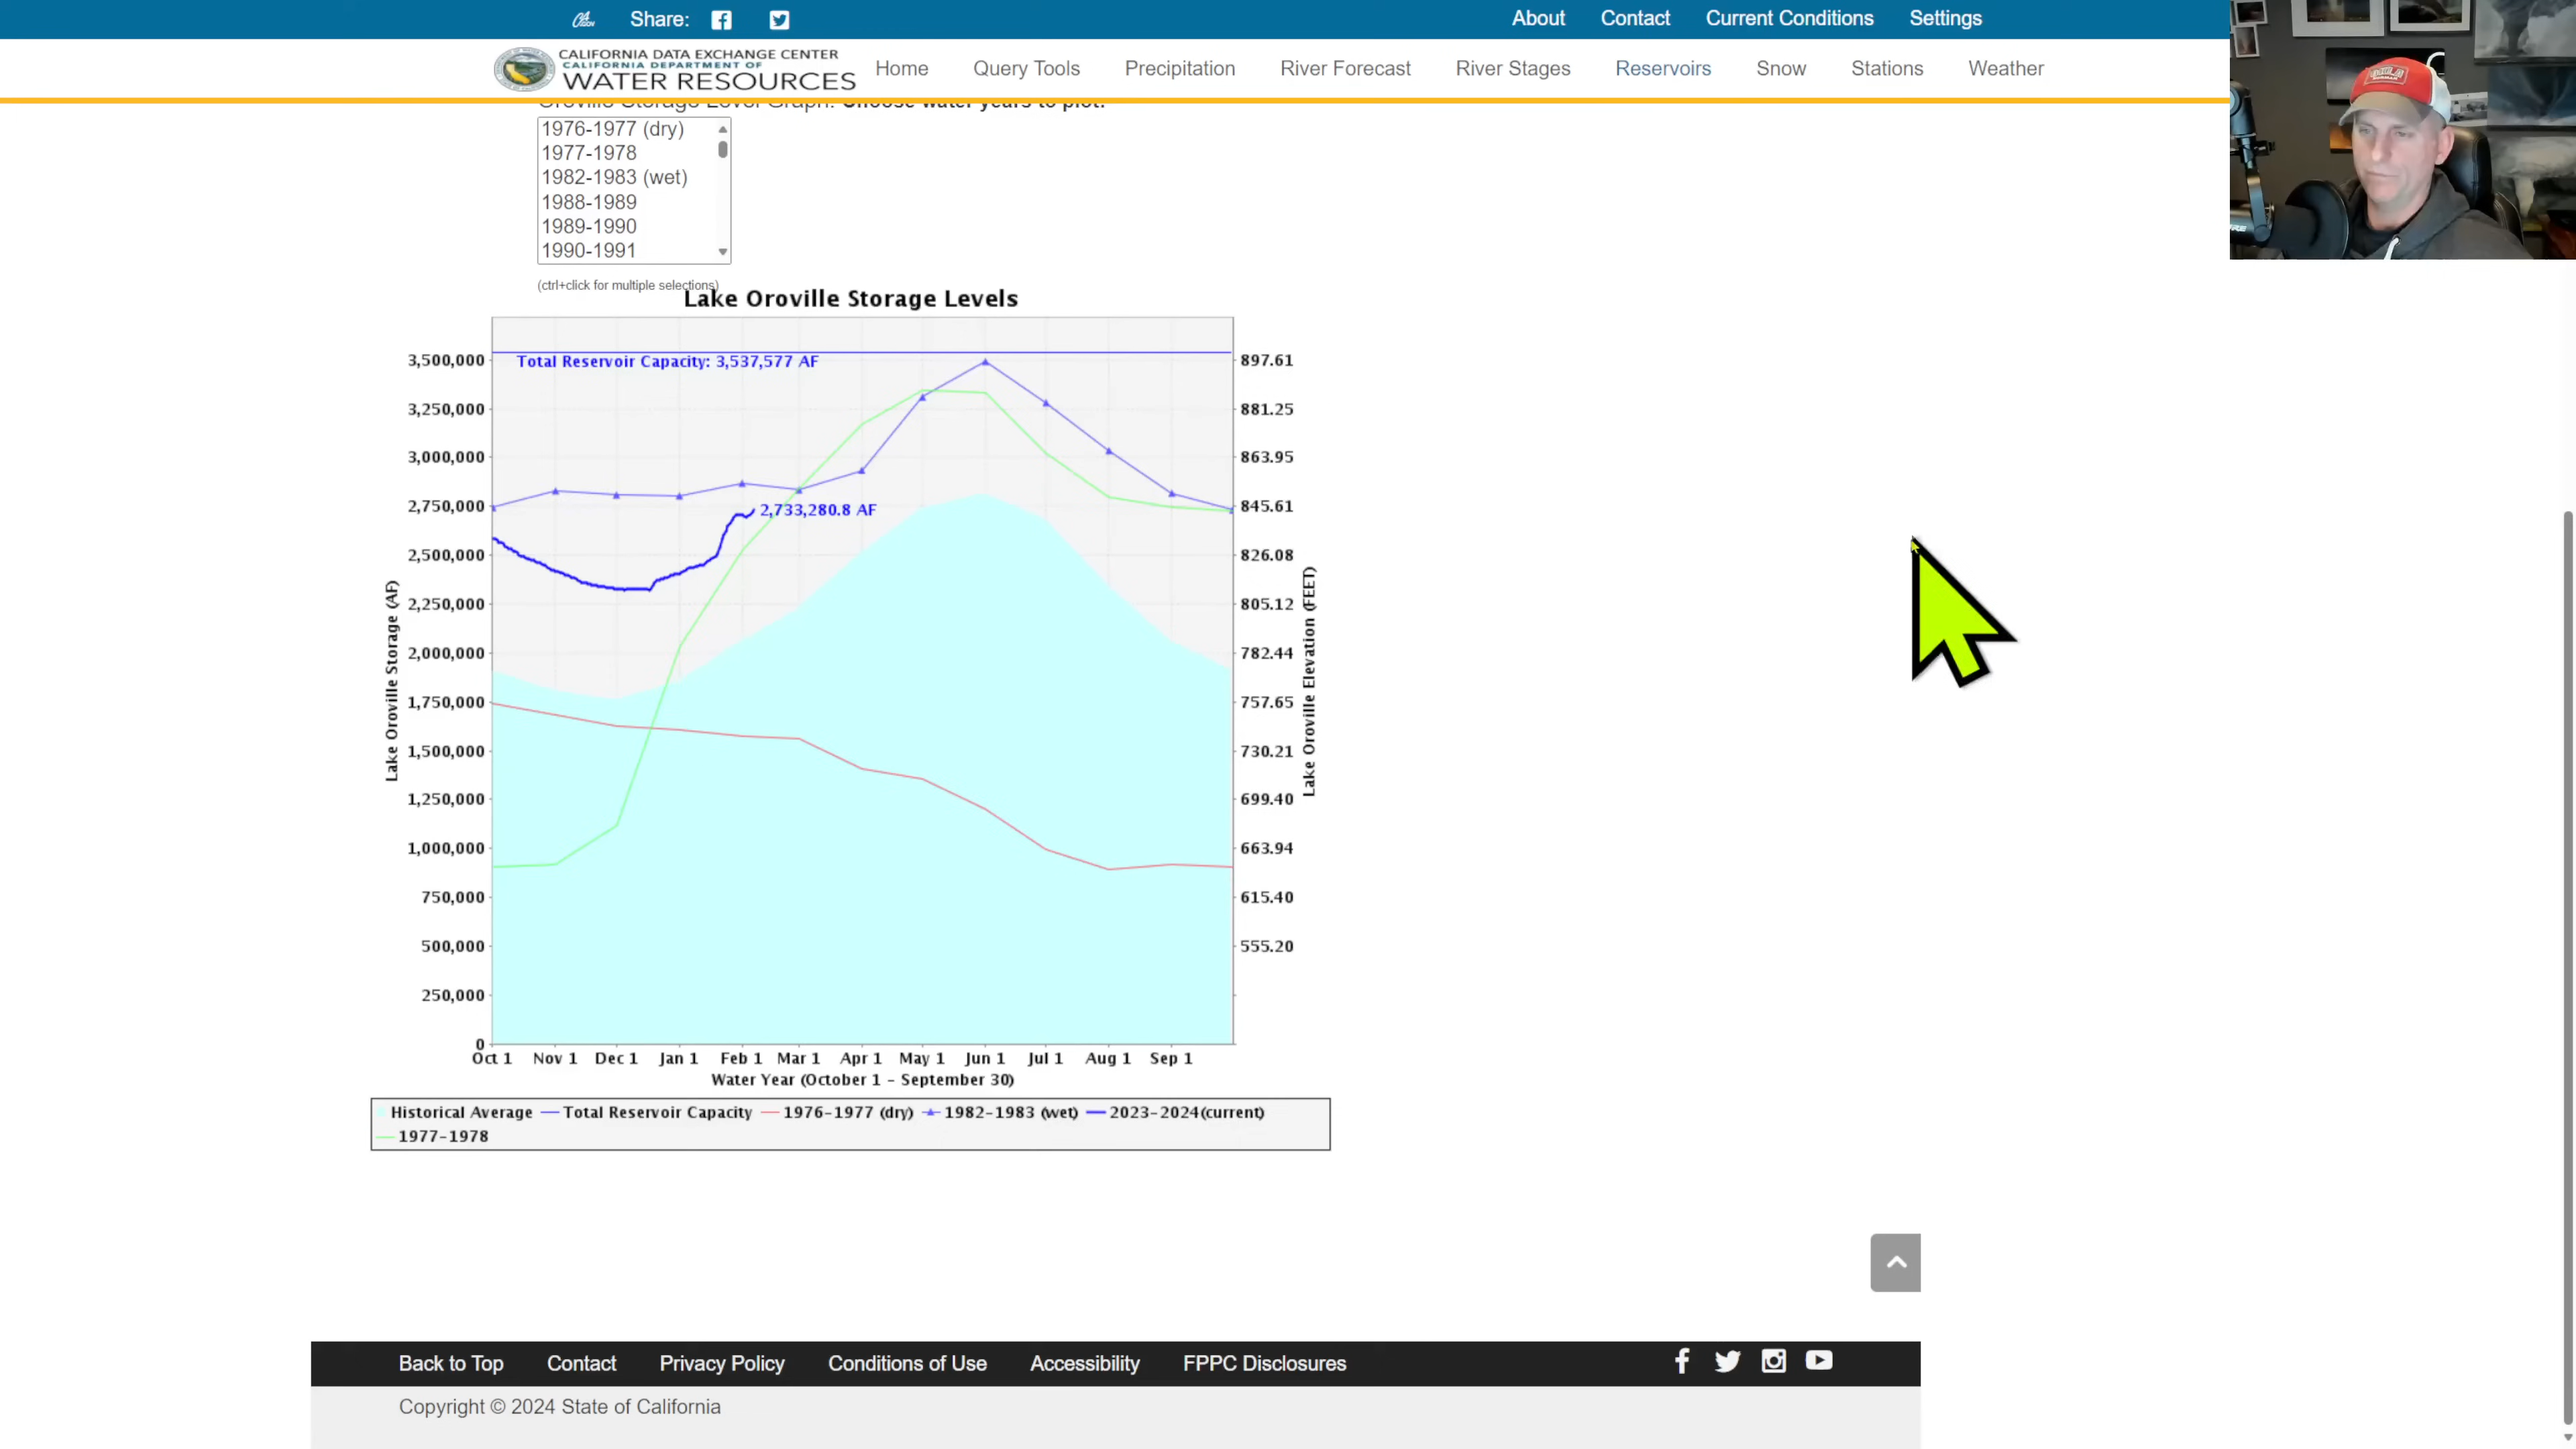 Share:
About Contact Current Conditions Settings
CALIFORNIA DATA EXCHANGE CENTER
CALIFORNIA DEPARTMENT OF
WATER RESOURCES
Home Query Tools Precipitation River Forecast River Stages Reservoirs Snow Stations Weather
Oroville Storage Level Graph: Choose water years to plot:
1976-1977 (dry)
1977-1978
1982-1983 (wet)
1988-1989
1989-1990
1990-1991
(ctrl+click for multiple selections)
Lake Oroville Storage Levels
Total Reservoir Capacity: 3,537,577 AF
2,733,280.8 AF
Lake Oroville Storage (AF)
3,500,000
3,250,000
3,000,000
2,750,000
2,500,000
2,250,000
2,000,000
1,750,000
1,500,000
1,250,000
1,000,000
750,000
500,000
250,000
0
897.61
881.25
863.95
845.61
826.08
805.12
782.44
757.65
730.21
699.40
663.94
615.40
555.20
Lake Oroville Elevation (FEET)
Oct 1 Nov 1 Dec 1 Jan 1 Feb 1 Mar 1 Apr 1 May 1 Jun 1 Jul 1 Aug 1 Sep 1
Water Year (October 1 - September 30)
Historical Average Total Reservoir Capacity 1976-1977 (dry) 1982-1983 (wet) 2023-2024(current)
1977-1978
Back to Top Contact Privacy Policy Conditions of Use Accessibility FPPC Disclosures
Copyright © 2024 State of California